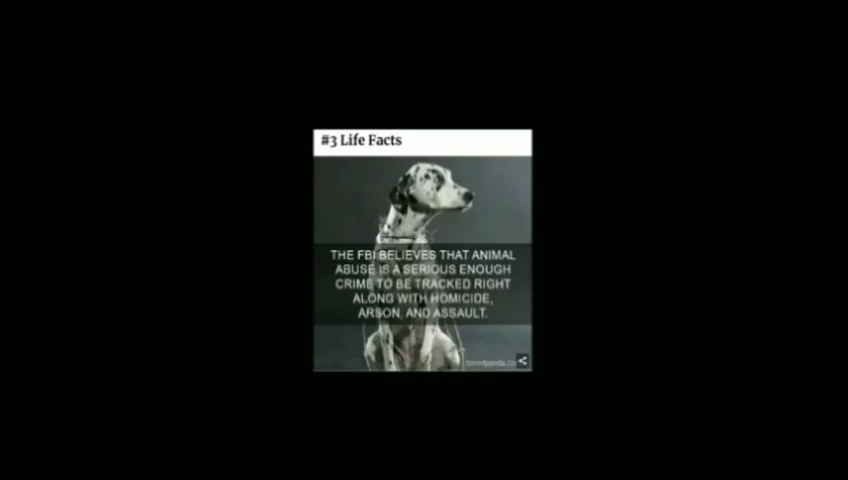 #3 Life Facts
THE FBI BELIEVES THAT ANIMAL
ABUSE IS A SERIOUS ENOUGH
CRIME TO BE TRACKED RIGHT
ALONG WITH HOMICIDE,
ARSON, AND ASSAULT.